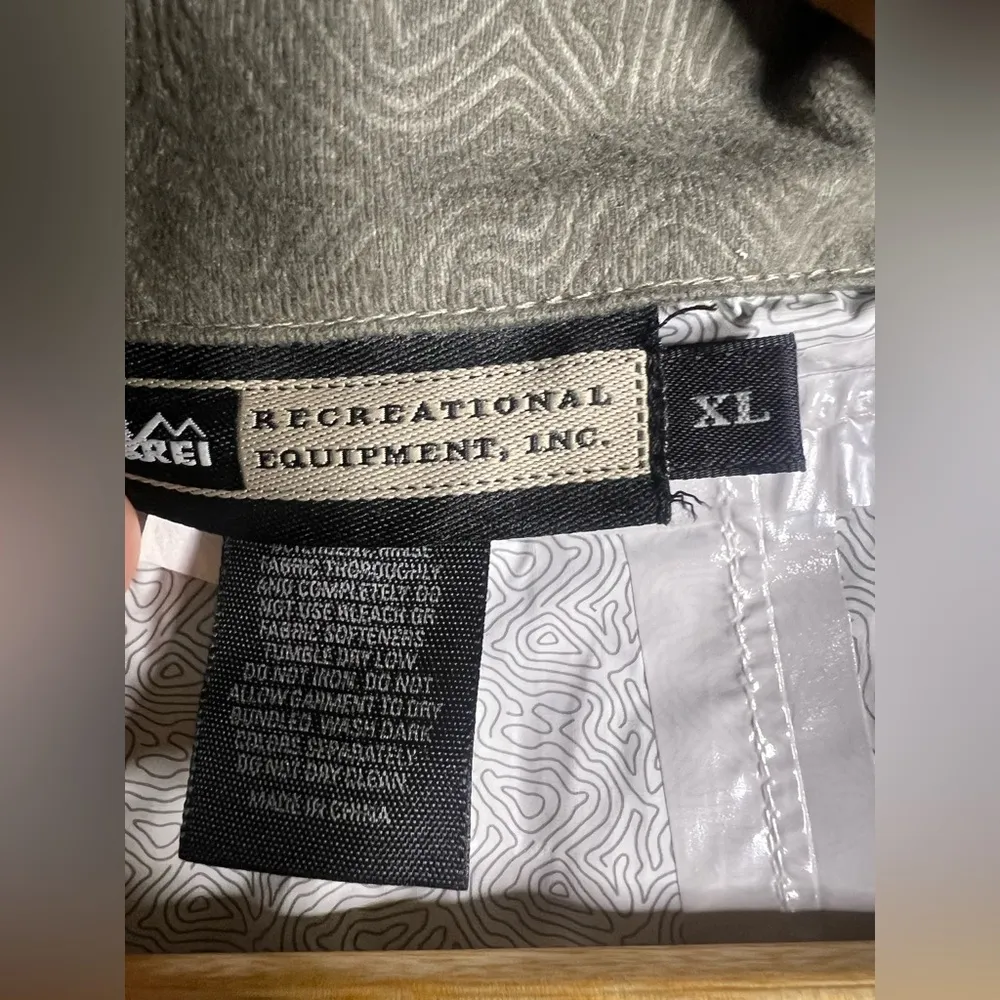 REI
RECREATIONAL
EQUIPMENT, INC.
XL
FABRIC THOROUGHLY
AND COMPLETELY DO
NOT USE BLEACH OR
FABRIC SOFTENERS
TUMBLE DRY LOW
DO NOT IRON. DO NOT
ALLOW GARMENT TO DRY
BUNDLED WASH DARK
COLORS SEPARATELY
DO NOT DRY CLEAN
MADE IN CHINA